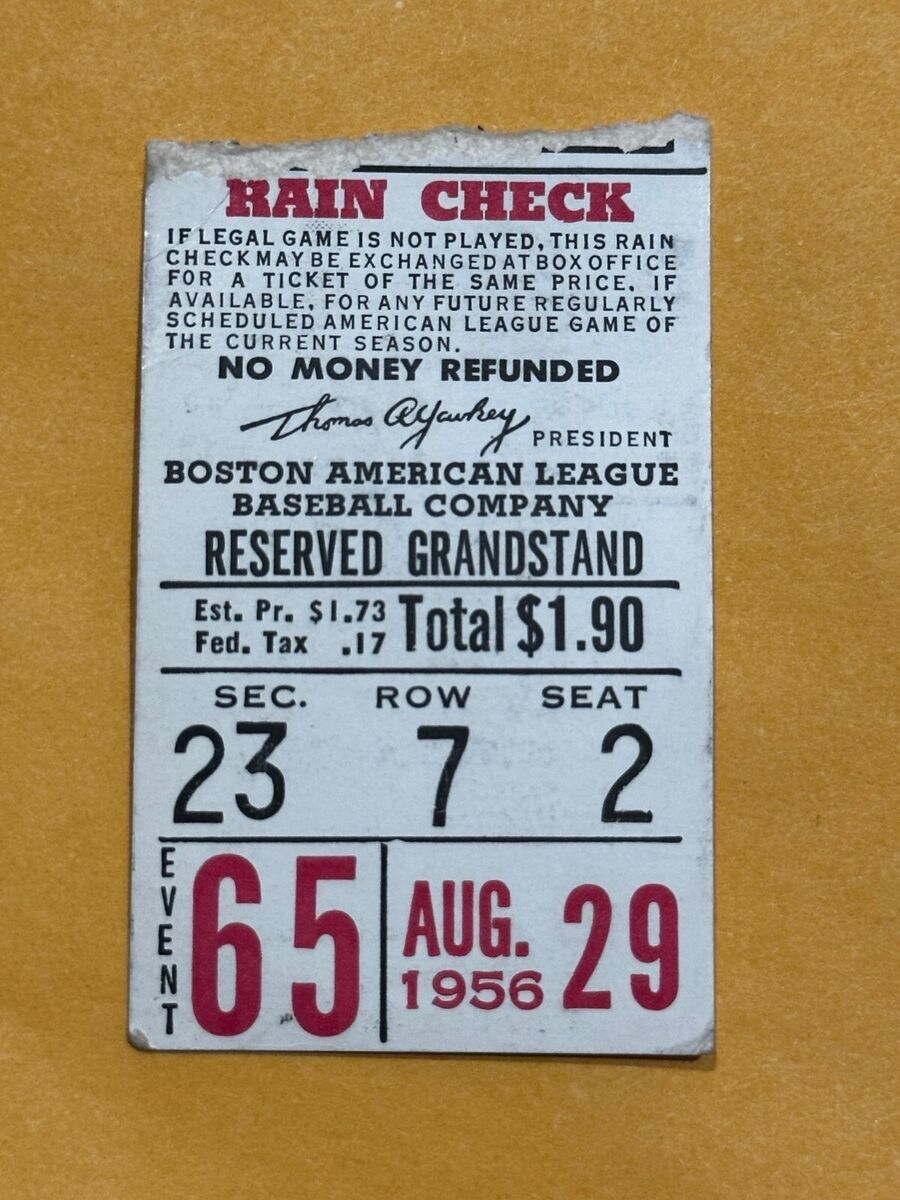 RAIN CHECK
IF LEGAL GAME IS NOT PLAYED, THIS RAIN
CHECK MAY BE EXCHANGED AT BOX OFFICE
FOR A TICKET OF THE SAME PRICE, IF
AVAILABLE, FOR ANY FUTURE REGULARLY
SCHEDULED AMERICAN LEAGUE GAME OF
THE CURRENT SEASON.
NO MONEY REFUNDED
Thomas A Yawkey PRESIDENT
BOSTON AMERICAN LEAGUE
BASEBALL COMPANY
RESERVED GRANDSTAND
Est. Pr. $1.73
Fed. Tax .17
Total $1.90
SEC. ROW SEAT
23 7 2
EVENT
65
AUG. 29
1956